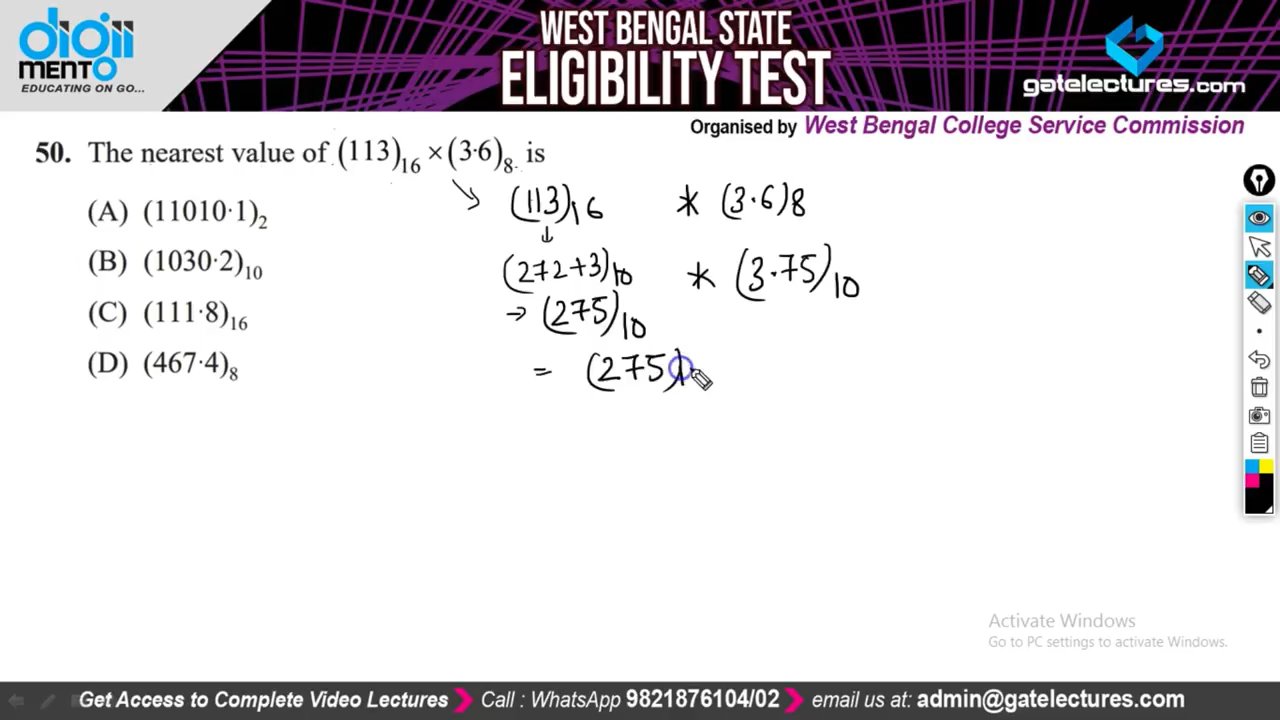 digii
MENTO
EDUCATING ON GO...
WEST BENGAL STATE
ELIGIBILITY TEST
gatelectures.com
Organised by West Bengal College Service Commission
50. The nearest value of (113)₁₆ × (3·6)₈ is
(A) (11010·1)₂
(B) (1030·2)₁₀
(C) (111·8)₁₆
(D) (467·4)₈
(113)16 * (3.6)8
(272+3)10 * (3.75)10
→ (275)10
= (275)1
Activate Windows
Go to PC settings to activate Windows.
Get Access to Complete Video Lectures Call : WhatsApp 9821876104/02 email us at: admin@gatelectures.com